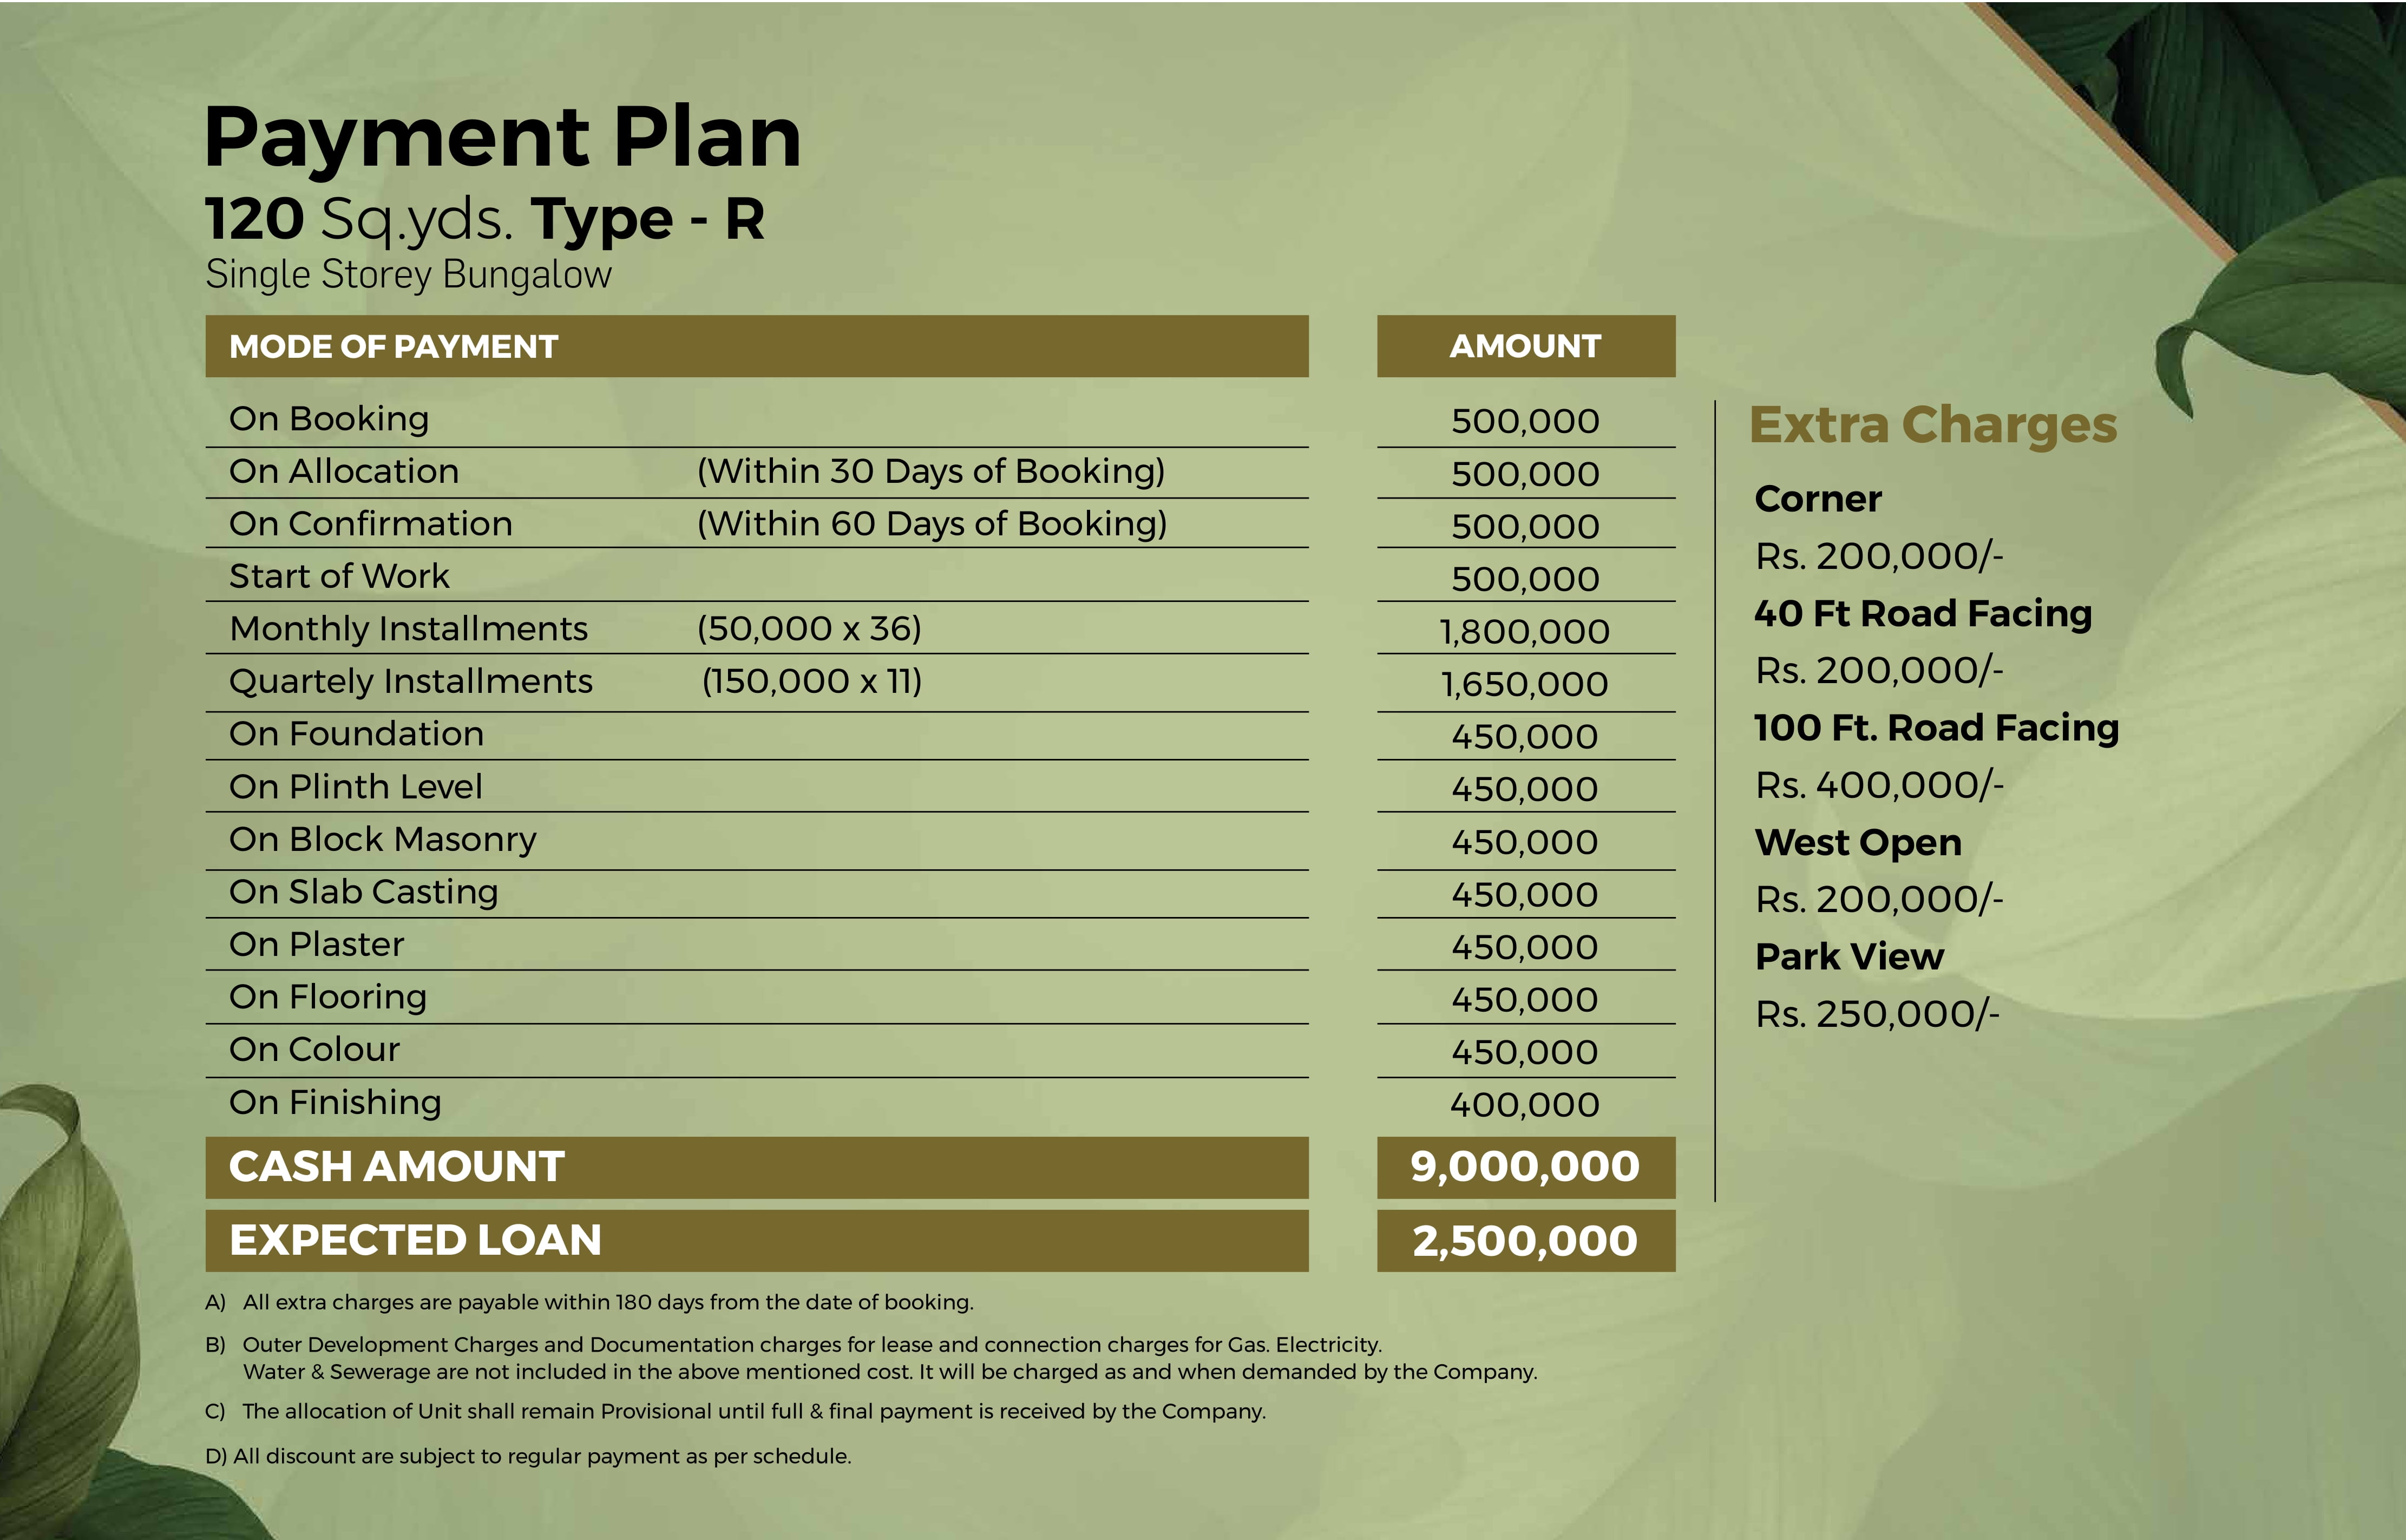 Payment Plan
120 Sq.yds. Type - R
Single Storey Bungalow
MODE OF PAYMENT AMOUNT
On Booking 500,000
On Allocation (Within 30 Days of Booking) 500,000
On Confirmation (Within 60 Days of Booking) 500,000
Start of Work 500,000
Monthly Installments (50,000 x 36) 1,800,000
Quartely Installments (150,000 x 11) 1,650,000
On Foundation 450,000
On Plinth Level 450,000
On Block Masonry 450,000
On Slab Casting 450,000
On Plaster 450,000
On Flooring 450,000
On Colour 450,000
On Finishing 400,000
CASH AMOUNT 9,000,000
EXPECTED LOAN 2,500,000
Extra Charges
Corner
Rs. 200,000/-
40 Ft Road Facing
Rs. 200,000/-
100 Ft. Road Facing
Rs. 400,000/-
West Open
Rs. 200,000/-
Park View
Rs. 250,000/-
A) All extra charges are payable within 180 days from the date of booking.
B) Outer Development Charges and Documentation charges for lease and connection charges for Gas. Electricity.
Water & Sewerage are not included in the above mentioned cost. It will be charged as and when demanded by the Company.
C) The allocation of Unit shall remain Provisional until full & final payment is received by the Company.
D) All discount are subject to regular payment as per schedule.